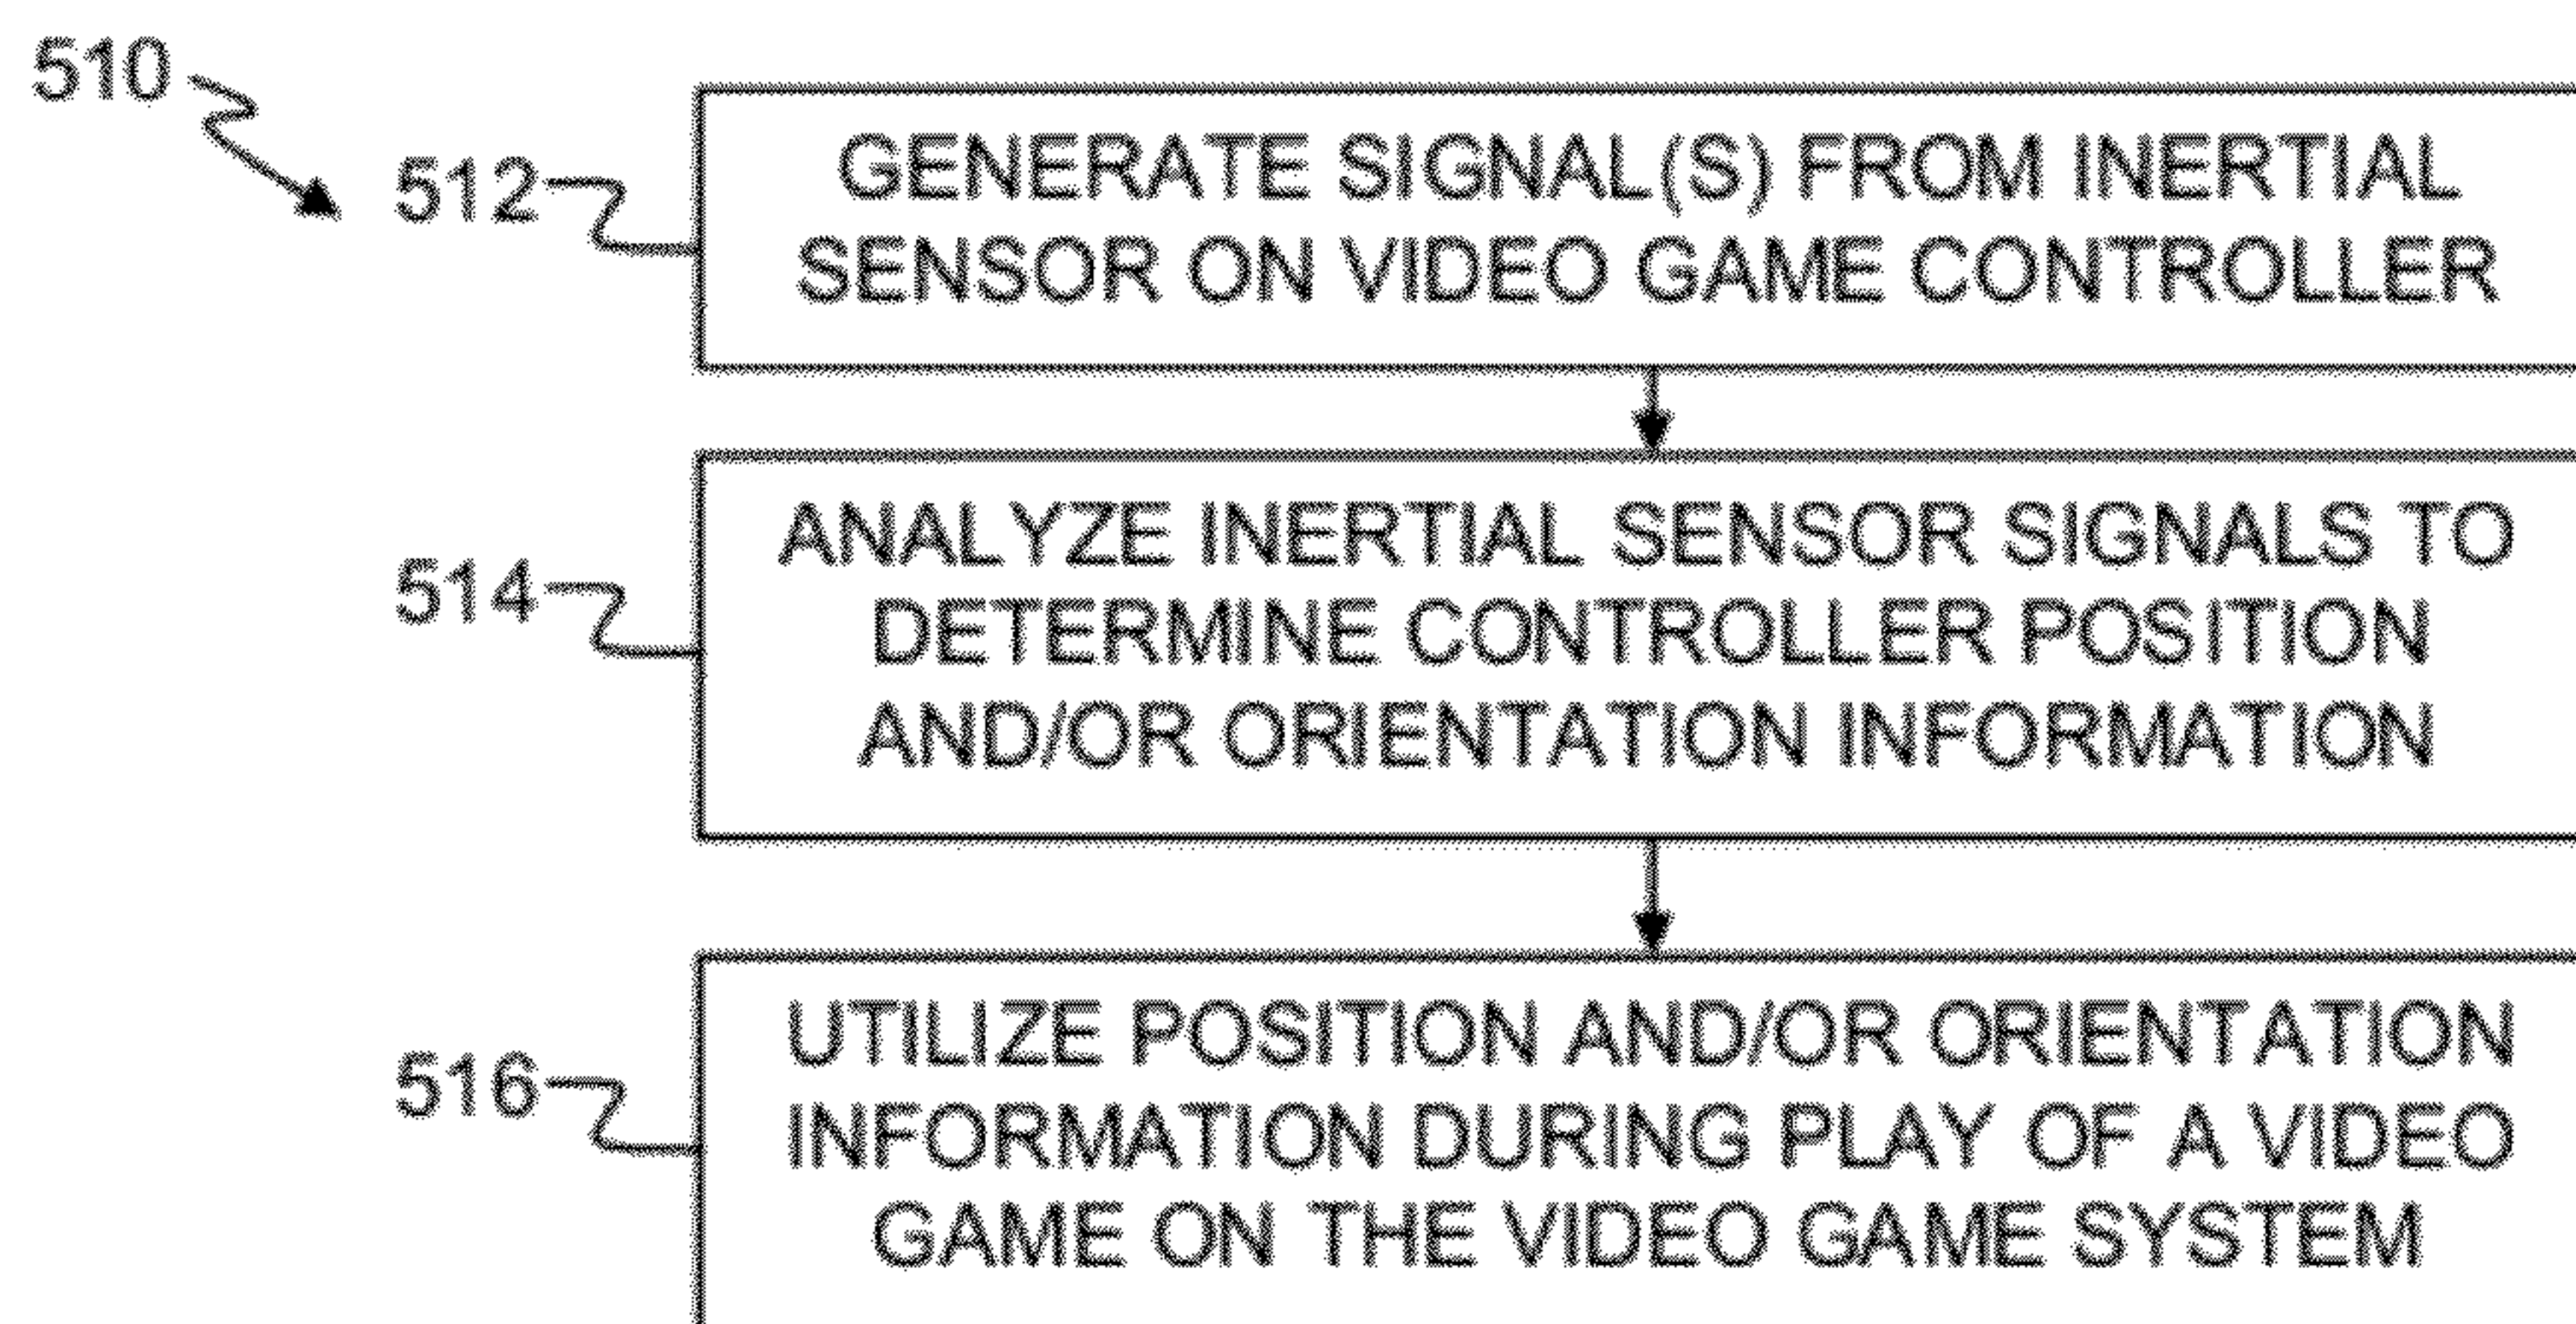 510
512
GENERATE SIGNAL(S) FROM INERTIAL
SENSOR ON VIDEO GAME CONTROLLER
514
ANALYZE INERTIAL SENSOR SIGNALS TO
DETERMINE CONTROLLER POSITION
AND/OR ORIENTATION INFORMATION
516
UTILIZE POSITION AND/OR ORIENTATION
INFORMATION DURING PLAY OF A VIDEO
GAME ON THE VIDEO GAME SYSTEM